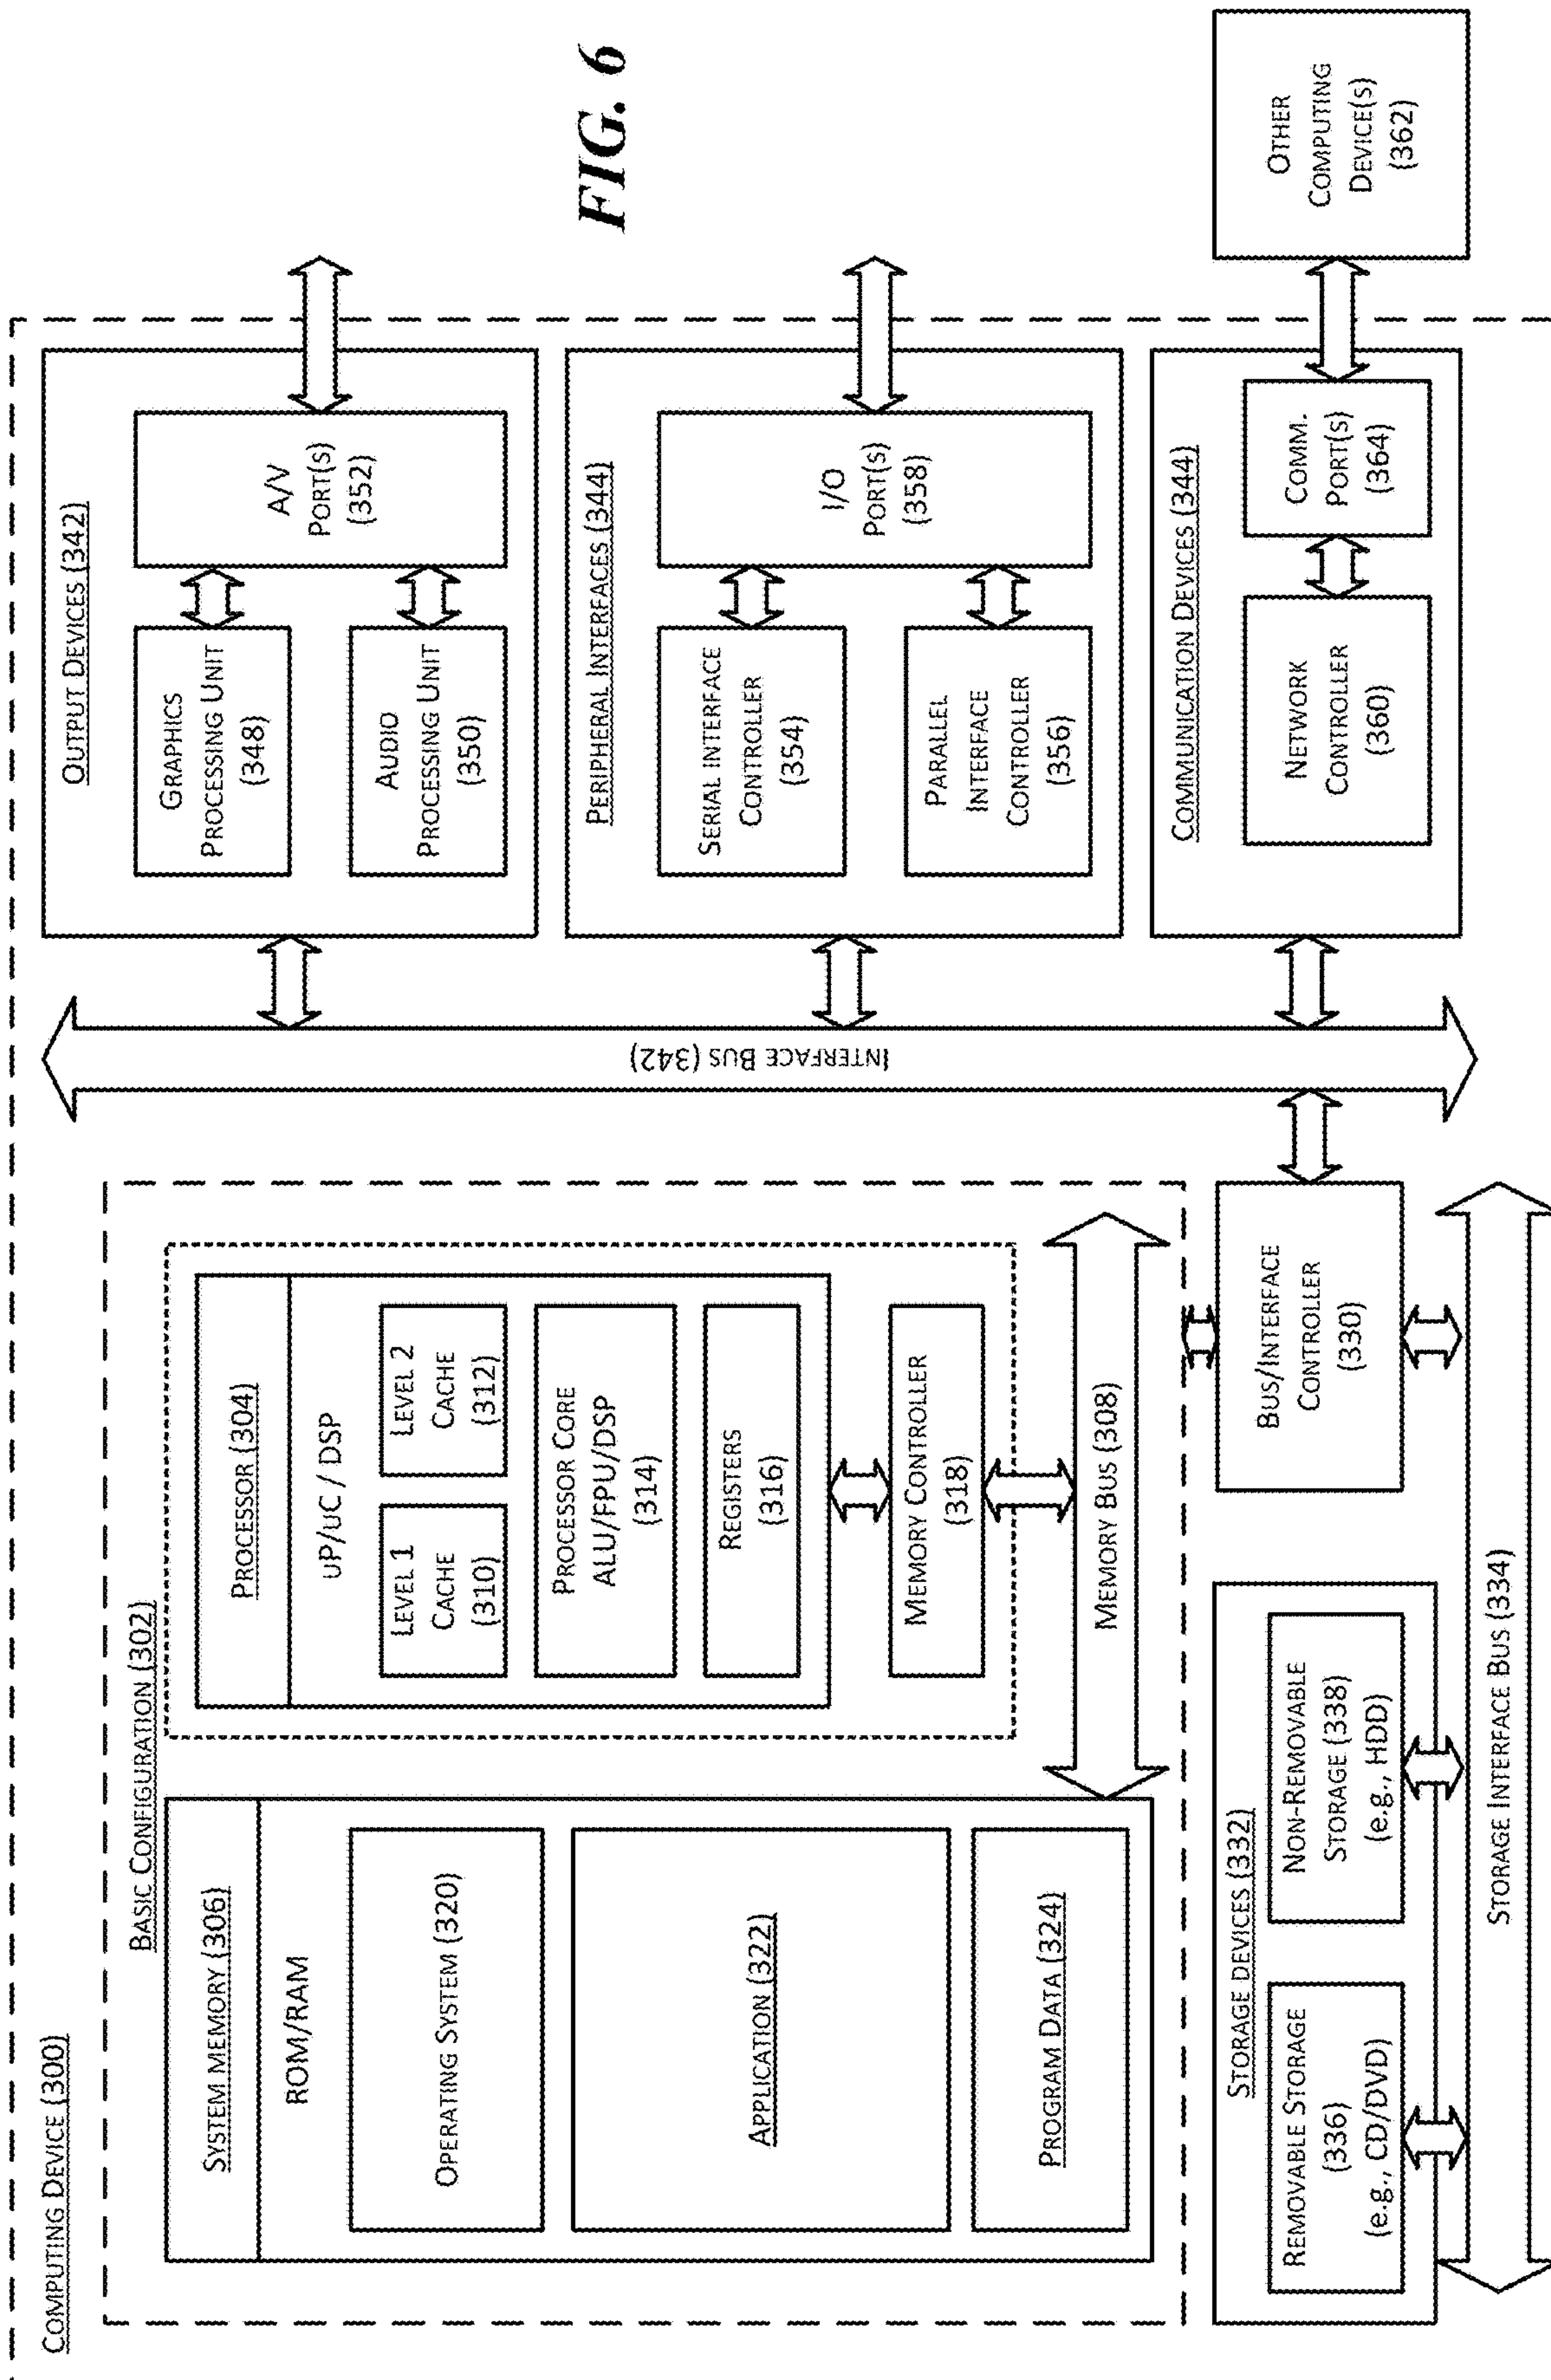 COMPUTING DEVICE (300)
BASIC CONFIGURATION (302)
SYSTEM MEMORY (306)
ROM/RAM
OPERATING SYSTEM (320)
APPLICATION (322)
PROGRAM DATA (324)
PROCESSOR (304)
UP/UC / DSP
LEVEL 1
CACHE
(310)
LEVEL 2
CACHE
(312)
PROCESSOR CORE
ALU/FPU/DSP
(314)
REGISTERS
(316)
MEMORY CONTROLLER
(318)
MEMORY BUS (308)
STORAGE DEVICES (332)
REMOVABLE STORAGE
(336)
(e.g., CD/DVD)
NON-REMOVABLE
STORAGE (338)
(e.g., HDD)
STORAGE INTERFACE BUS (334)
BUS/INTERFACE
CONTROLLER
(330)
INTERFACE BUS (342)
OUTPUT DEVICES (342)
GRAPHICS
PROCESSING UNIT
(348)
AUDIO
PROCESSING UNIT
(350)
A/V
PORT(S)
(352)
PERIPHERAL INTERFACES (344)
SERIAL INTERFACE
CONTROLLER
(354)
PARALLEL
INTERFACE
CONTROLLER
(356)
I/O
PORT(S)
(358)
COMMUNICATION DEVICES (344)
NETWORK
CONTROLLER
(360)
COMM.
PORT(S)
(364)
OTHER
COMPUTING
DEVICE(S)
(362)
FIG. 6